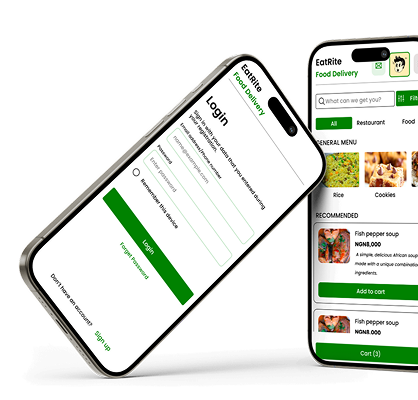 EatRite
Food Delivery
Login
Sign in with your data that you entered during
your registration.
Email address/Phone number
name@example.com
Password
Enter password
Remember this device
Login
Forgot Password
Don't have an account?
Sign up
EatRite
Food Delivery
What can we get you?
Filt
All
Restaurant
Food
GENERAL MENU
Rice
Cookies
RECOMMENDED
Fish pepper soup
NGN8,000
A simple, delicious African soup
made with a unique combinatio
ingredients.
Add to cart
Fish pepper soup
NGN8,000
Cart (3)